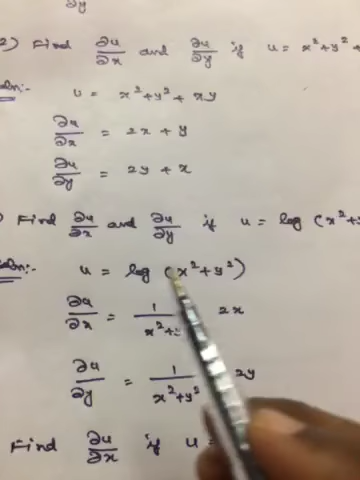 ∂y
2) Find ∂u/∂x and ∂u/∂y if u = x²+y²+
Soln:- u = x²+y²+xy
∂u/∂x = 2x+y
∂u/∂y = 2y+x
) Find ∂u/∂x and ∂u/∂y if u = log (x²+y
Soln:- u = log (x²+y²)
∂u/∂x = 1/x²+y 2x
∂u/∂y = 1/x²+y² 2y
Find ∂u/∂x if u =